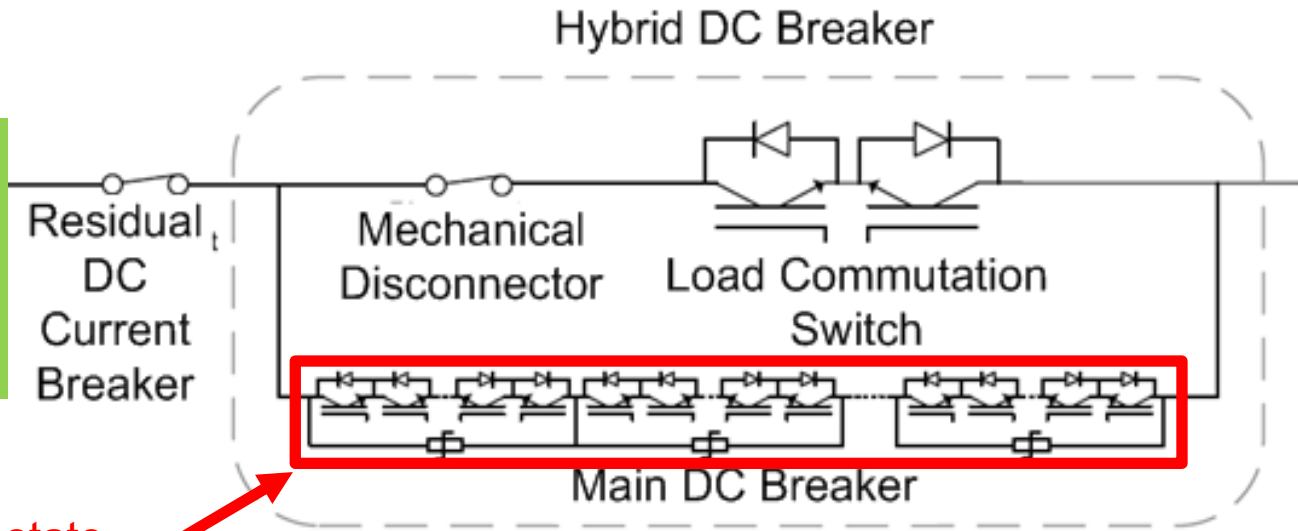 Hybrid DC Breaker
Residual
DC
Current
Breaker
t
Mechanical
Disconnector
Load Commutation
Switch
Main DC Breaker